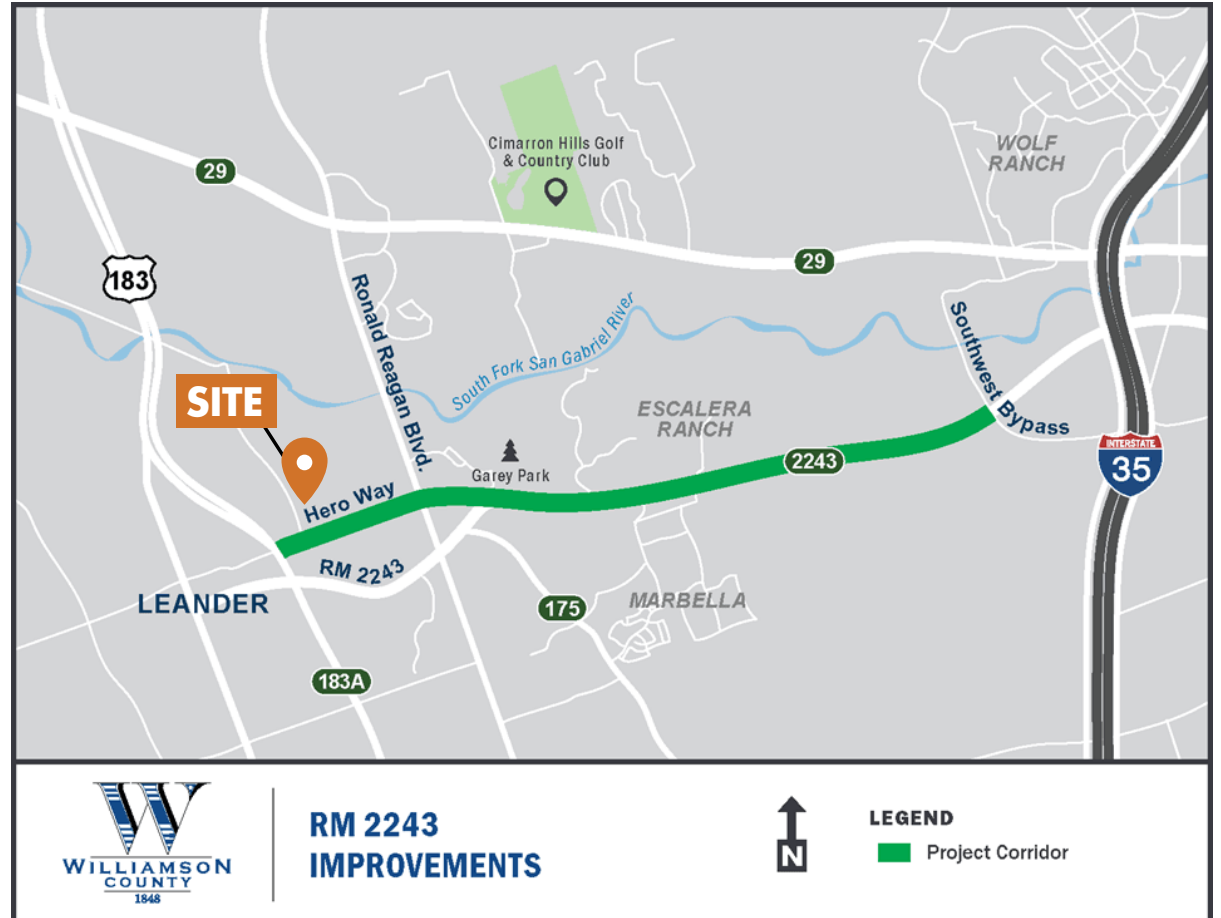 Cimarron Hills Golf
& Country Club
WOLF
RANCH
29
29
183
Ronald Reagan Blvd.
South Fork San Gabriel River
Southwest Bypass
SITE
ESCALERA
RANCH
Garey Park
2243
INTERSTATE
35
Hero Way
RM 2243
LEANDER
175
MARBELLA
183A
WILLIAMSON
COUNTY
1848
RM 2243
IMPROVEMENTS
N
LEGEND
Project Corridor